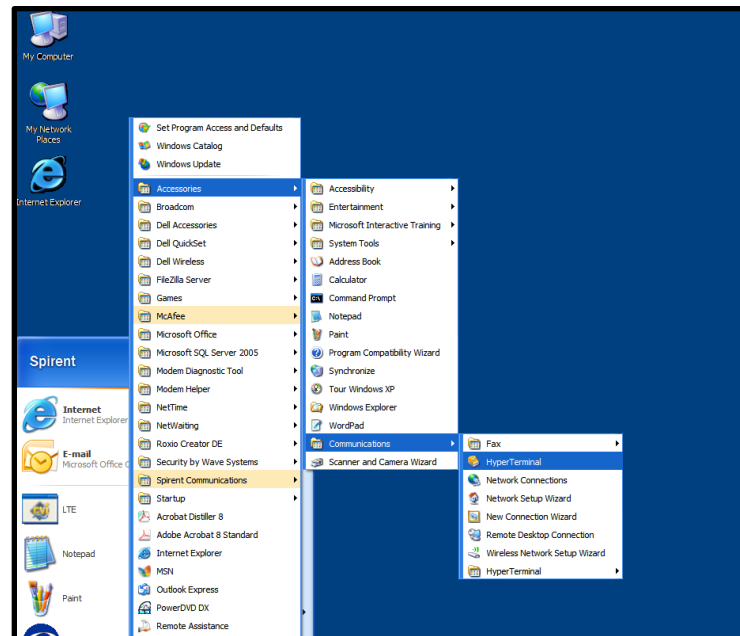 My Computer
My Network
Places
Internet Explorer
Set Program Access and Defaults
Windows Catalog
Windows Update
Accessories
Broadcom
Dell Accessories
Dell QuickSet
Dell Wireless
FileZilla Server
Games
McAfee
Microsoft Office
Microsoft SQL Server 2005
Modem Diagnostic Tool
Modem Helper
NetTime
NetWaiting
Roxio Creator DE
Security by Wave Systems
Spirent Communications
Startup
Acrobat Distiller 8
Adobe Acrobat 8 Standard
Internet Explorer
MSN
Outlook Express
PowerDVD DX
Remote Assistance
Accessibility
Entertainment
Microsoft Interactive Training
System Tools
Address Book
Calculator
Command Prompt
Notepad
Paint
Program Compatibility Wizard
Synchronize
Tour Windows XP
Windows Explorer
WordPad
Communications
Scanner and Camera Wizard
Fax
HyperTerminal
Network Connections
Network Setup Wizard
New Connection Wizard
Remote Desktop Connection
Wireless Network Setup Wizard
HyperTerminal
Spirent
Internet
Internet Explorer
E-mail
Microsoft Office
LTE
Notepad
Paint